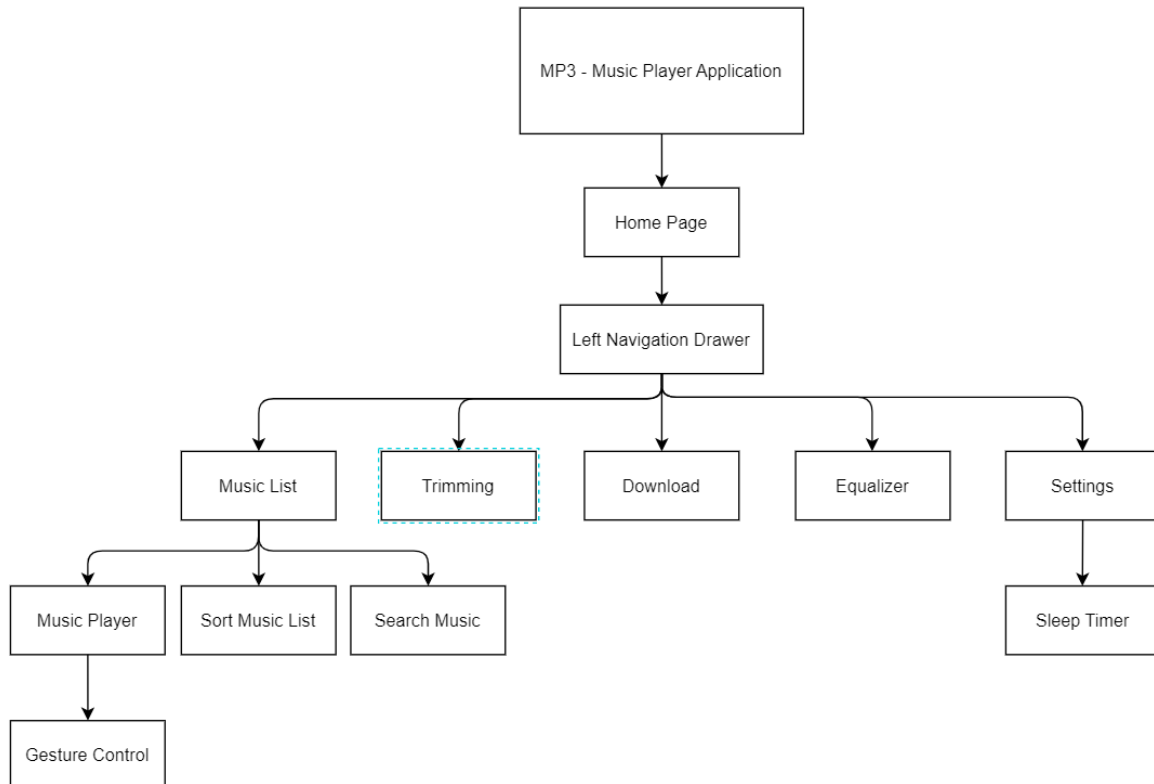 MP3 - Music Player Application
Home Page
Left Navigation Drawer
Music List
Trimming
Download
Equalizer
Settings
Music Player
Sort Music List
Search Music
Sleep Timer
Gesture Control